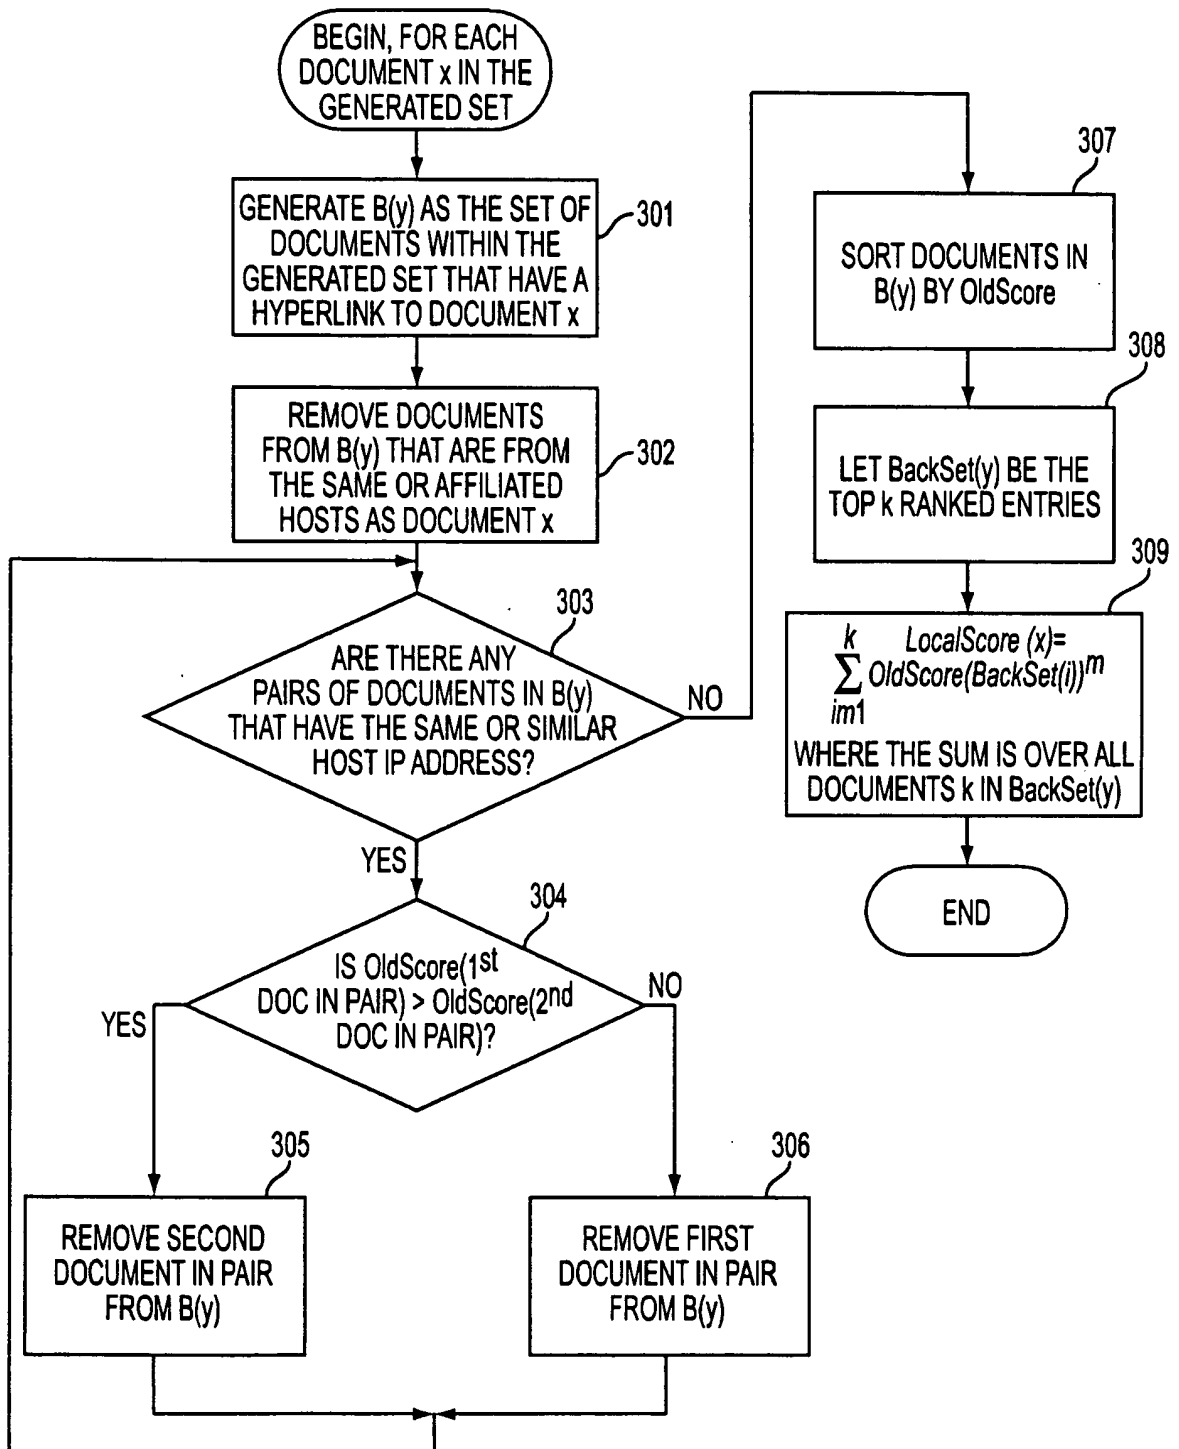 BEGIN, FOR EACH
DOCUMENT x IN THE
GENERATED SET
GENERATE B(y) AS THE SET OF
DOCUMENTS WITHIN THE
GENERATED SET THAT HAVE A
HYPERLINK TO DOCUMENT x
301
REMOVE DOCUMENTS
FROM B(y) THAT ARE FROM
THE SAME OR AFFILIATED
HOSTS AS DOCUMENT x
302
303
ARE THERE ANY
PAIRS OF DOCUMENTS IN B(y)
THAT HAVE THE SAME OR SIMILAR
HOST IP ADDRESS?
NO
YES
304
IS OldScore(1st
DOC IN PAIR) > OldScore(2nd
DOC IN PAIR)?
YES
NO
305
REMOVE SECOND
DOCUMENT IN PAIR
FROM B(y)
306
REMOVE FIRST
DOCUMENT IN PAIR
FROM B(y)
307
SORT DOCUMENTS IN
B(y) BY OldScore
308
LET BackSet(y) BE THE
TOP k RANKED ENTRIES
309
LocalScore (x)=
k
∑ OldScore(BackSet(i))m
im1
WHERE THE SUM IS OVER ALL
DOCUMENTS k IN BackSet(y)
END